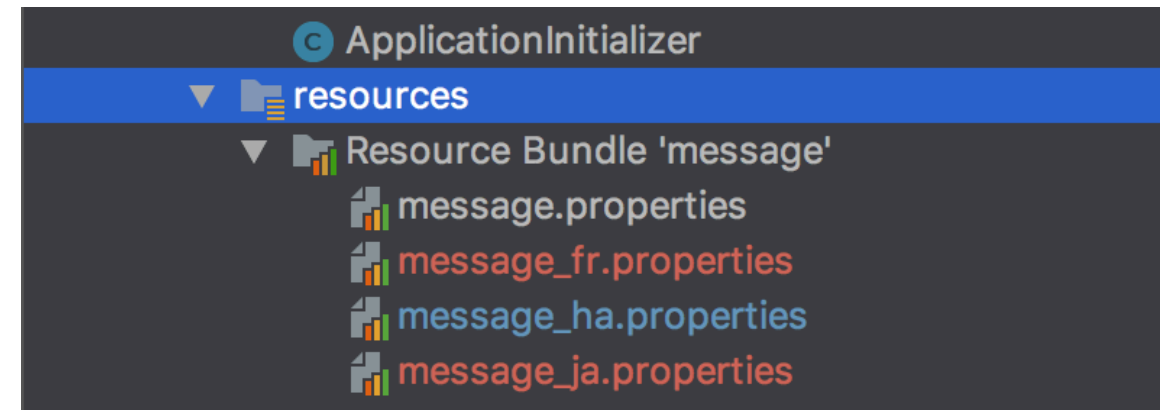 C ApplicationInitializer
resources
Resource Bundle 'message'
message.properties
message_fr.properties
message_ha.properties
message_ja.properties